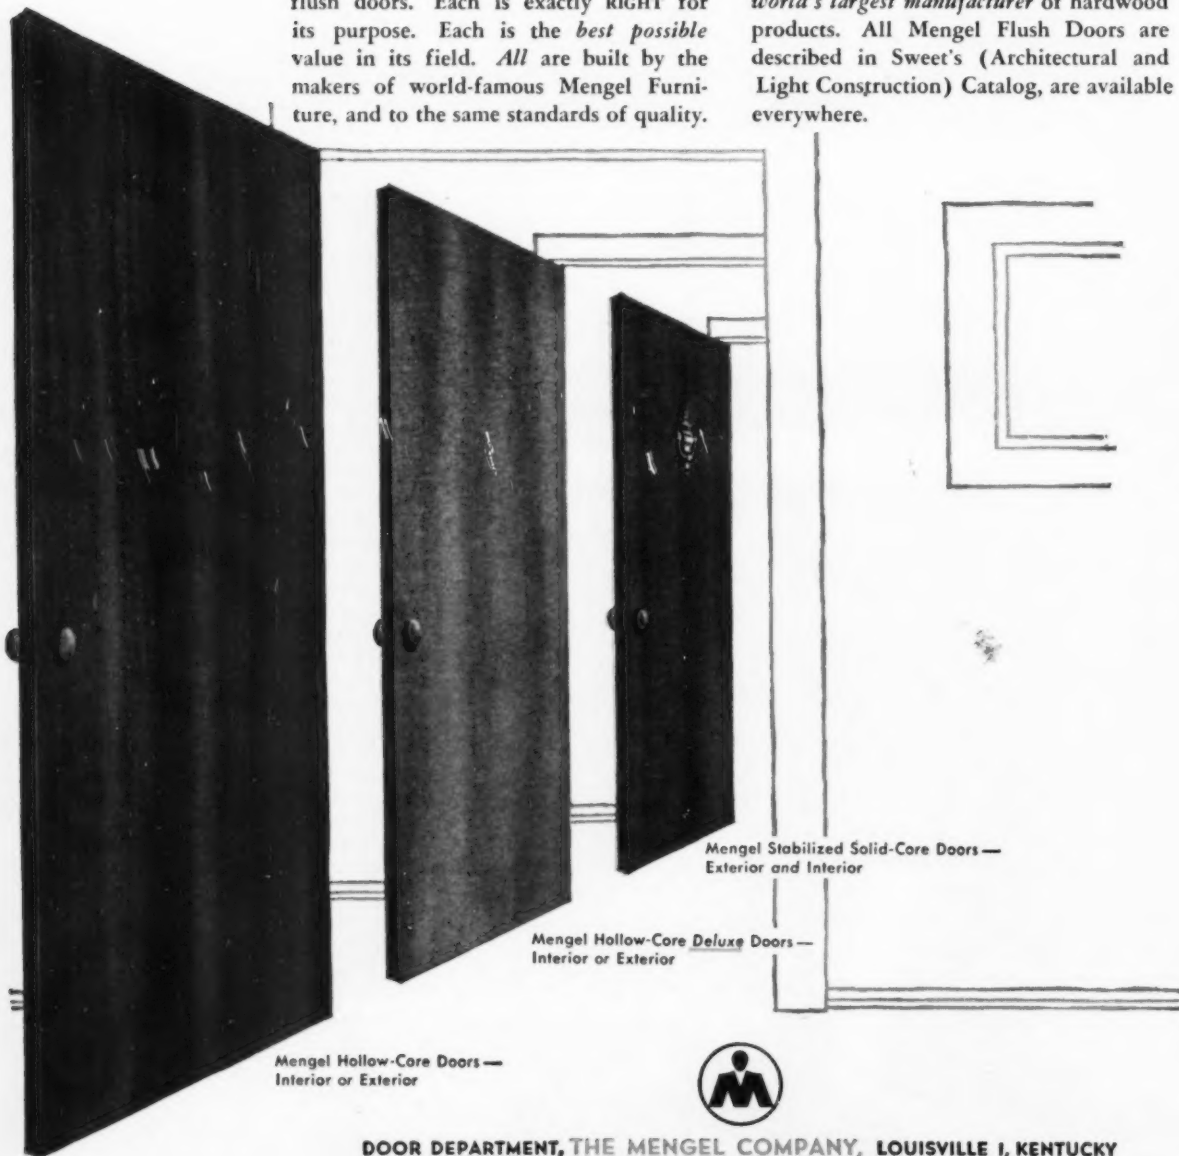 flush doors. Each is exactly RIGHT for
its purpose. Each is the best possible
value in its field. All are built by the
makers of world-famous Mengel Furni-
ture, and to the same standards of quality.
world's largest manufacturer of hardwood
products. All Mengel Flush Doors are
described in Sweet's (Architectural and
Light Construction) Catalog, are available
everywhere.
Mengel Stabilized Solid-Core Doors—
Exterior and Interior
Mengel Hollow-Core Deluxe Doors—
Interior or Exterior
Mengel Hollow-Core Doors—
Interior or Exterior
DOOR DEPARTMENT, THE MENGEL COMPANY, LOUISVILLE 1, KENTUCKY